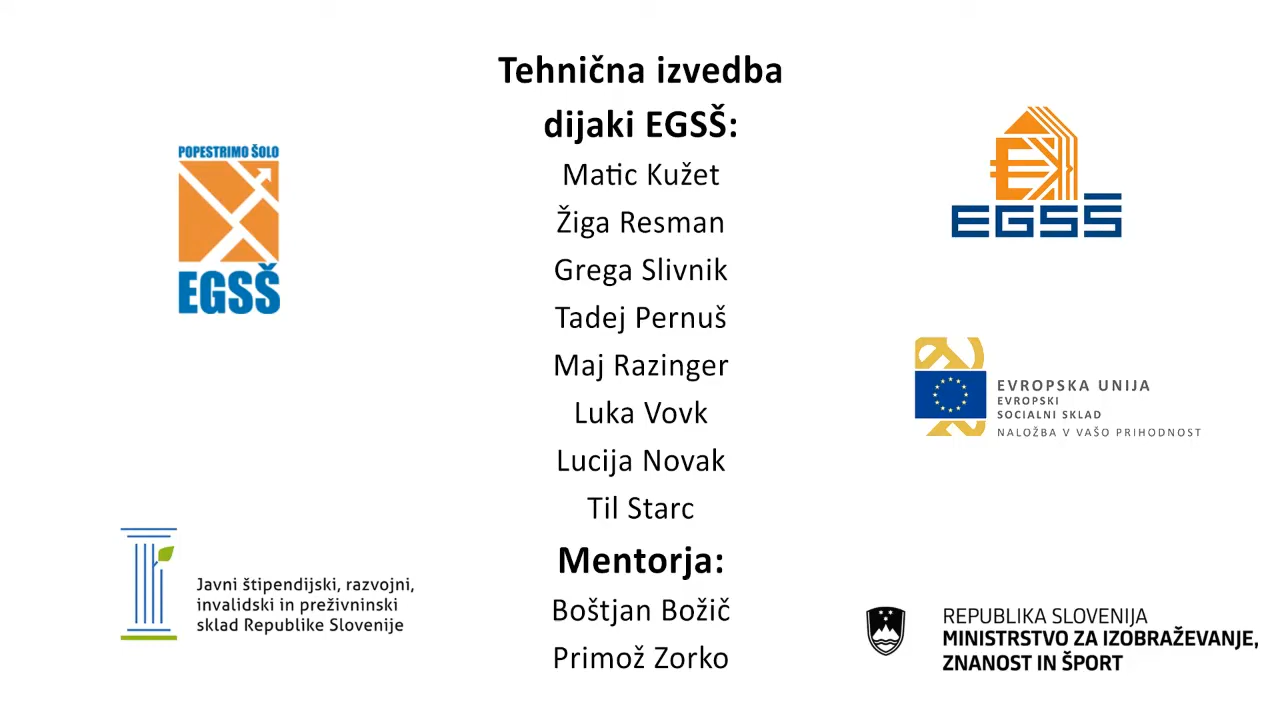 Tehnična izvedba
dijaki EGSŠ:
Matic Kužet
Žiga Resman
Grega Slivnik
Tadej Pernuš
Maj Razinger
Luka Vovk
Lucija Novak
Til Starc
Mentorja:
Boštjan Božič
Primož Zorko
POPESTRIMO ŠOLO
EGSŠ
Javni štipendijski, razvojni,
invalidski in preživninski
sklad Republike Slovenije
EGSŠ
EVROPSKA UNIJA
EVROPSKI
SOCIALNI SKLAD
NALOŽBA V VAŠO PRIHODNOST
REPUBLIKA SLOVENIJA
MINISTRSTVO ZA IZOBRAŽEVANJE,
ZNANOST IN ŠPORT